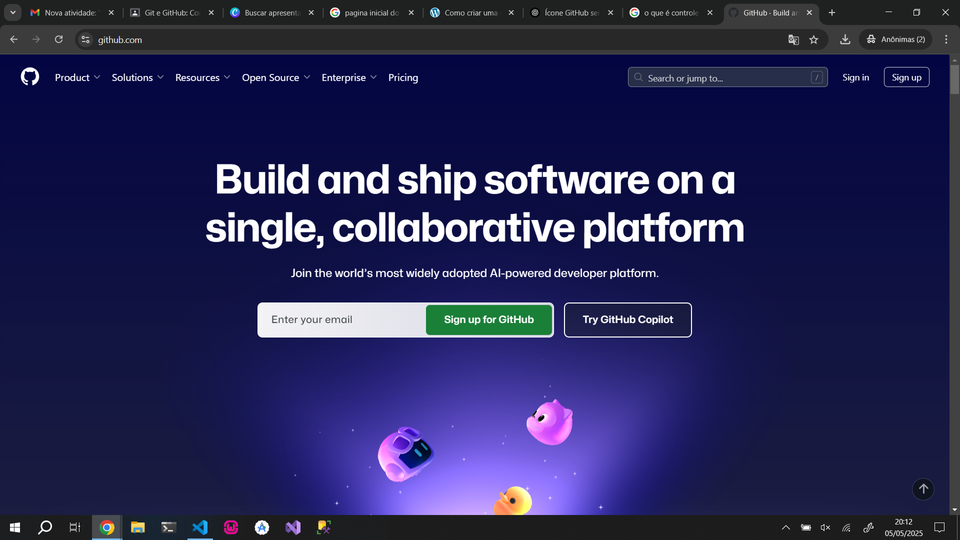 Nova atividade:
Git e GitHub: Co
Buscar apresenta
pagina inicial do
Como criar uma
Ícone GitHub se
o que é controle
GitHub · Build a
github.com
Anônimas (2)
Product
Solutions
Resources
Open Source
Enterprise
Pricing
Search or jump to...
/
Sign in
Sign up
Build and ship software on a
single, collaborative platform
Join the world's most widely adopted AI-powered developer platform.
Enter your email
Sign up for GitHub
Try GitHub Copilot
20:12
05/05/2025